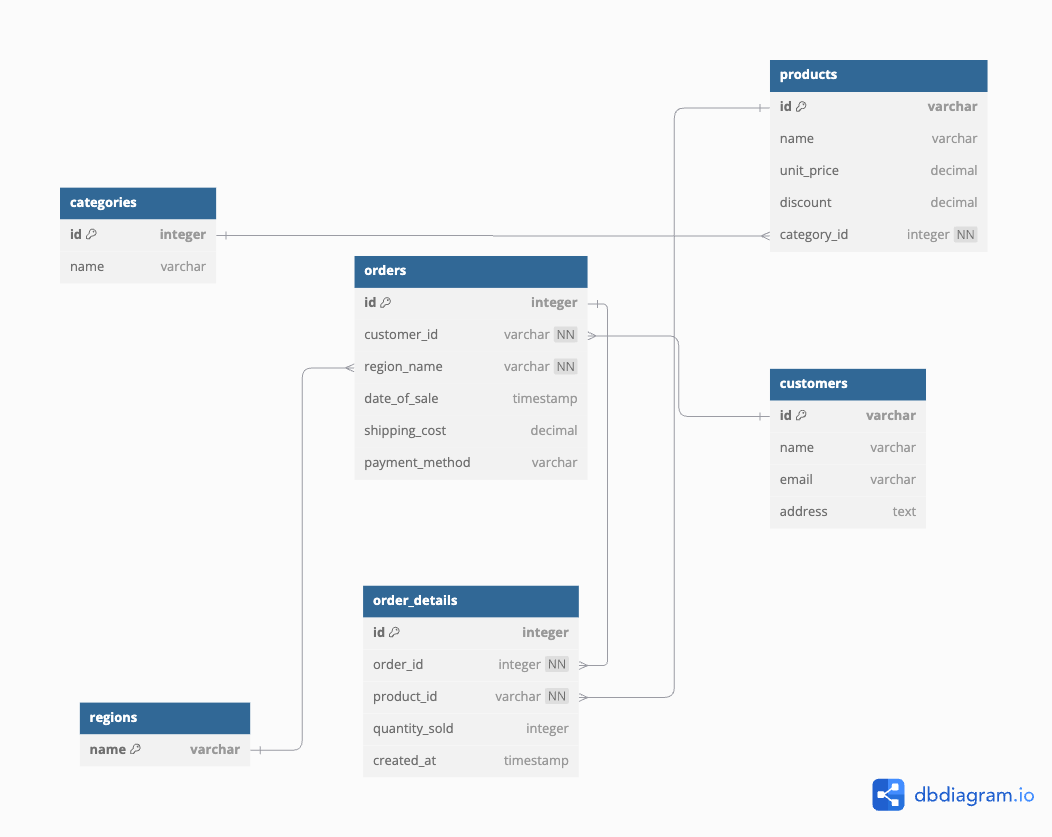 products
id varchar
name varchar
unit_price decimal
discount decimal
category_id integer NN
categories
id integer
name varchar
orders
id integer
customer_id varchar NN
region_name varchar NN
date_of_sale timestamp
shipping_cost decimal
payment_method varchar
customers
id varchar
name varchar
email varchar
address text
order_details
id integer
order_id integer NN
product_id varchar NN
quantity_sold integer
created_at timestamp
regions
name varchar
dbdiagram.io